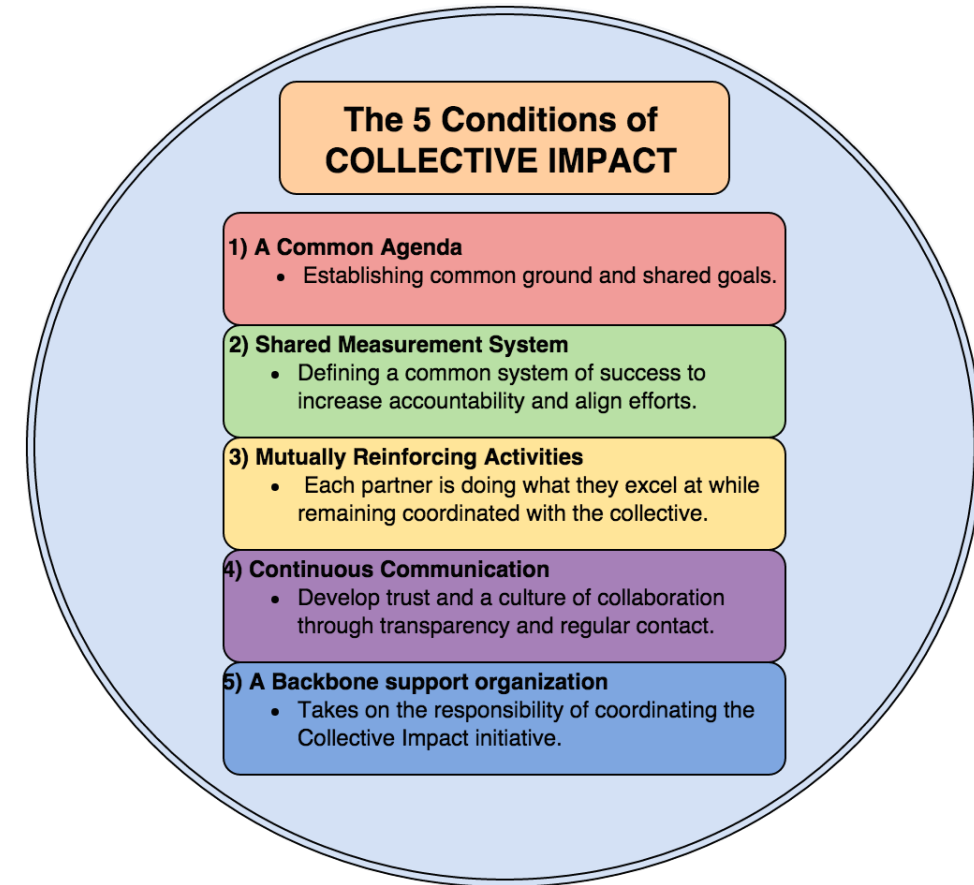 The 5 Conditions of
COLLECTIVE IMPACT
1) A Common Agenda
• Establishing common ground and shared goals.
2) Shared Measurement System
• Defining a common system of success to
increase accountability and align efforts.
3) Mutually Reinforcing Activities
• Each partner is doing what they excel at while
remaining coordinated with the collective.
4) Continuous Communication
• Develop trust and a culture of collaboration
through transparency and regular contact.
5) A Backbone support organization
• Takes on the responsibility of coordinating the
Collective Impact initiative.